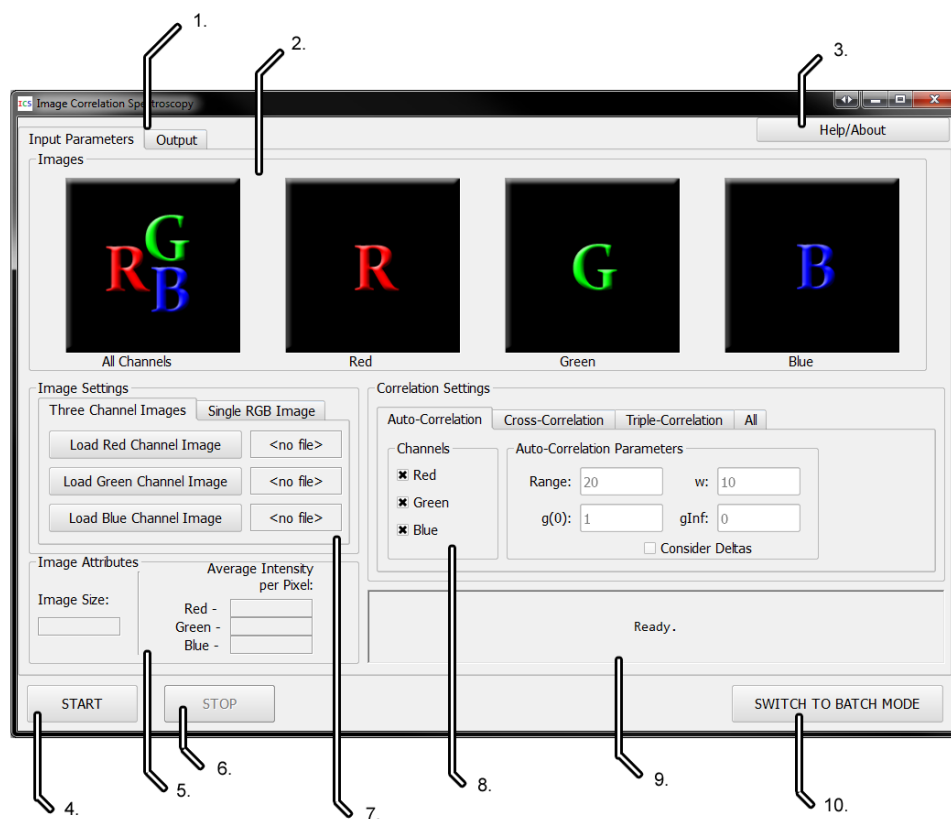 1.
2.
3.
ICS Image Correlation Spectroscopy
Help/About
Input Parameters Output
Images
R G B
R
G
B
All Channels
Red
Green
Blue
Image Settings
Three Channel Images Single RGB Image
Load Red Channel Image <no file>
Load Green Channel Image <no file>
Load Blue Channel Image <no file>
Correlation Settings
Auto-Correlation Cross-Correlation Triple-Correlation All
Channels
Red
Green
Blue
Auto-Correlation Parameters
Range: 20 w: 10
g(0): 1 gInf: 0
Consider Deltas
Image Attributes
Image Size:
Average Intensity
per Pixel:
Red -
Green -
Blue -
Ready.
START
STOP
SWITCH TO BATCH MODE
4.
5.
6.
7.
8.
9.
10.